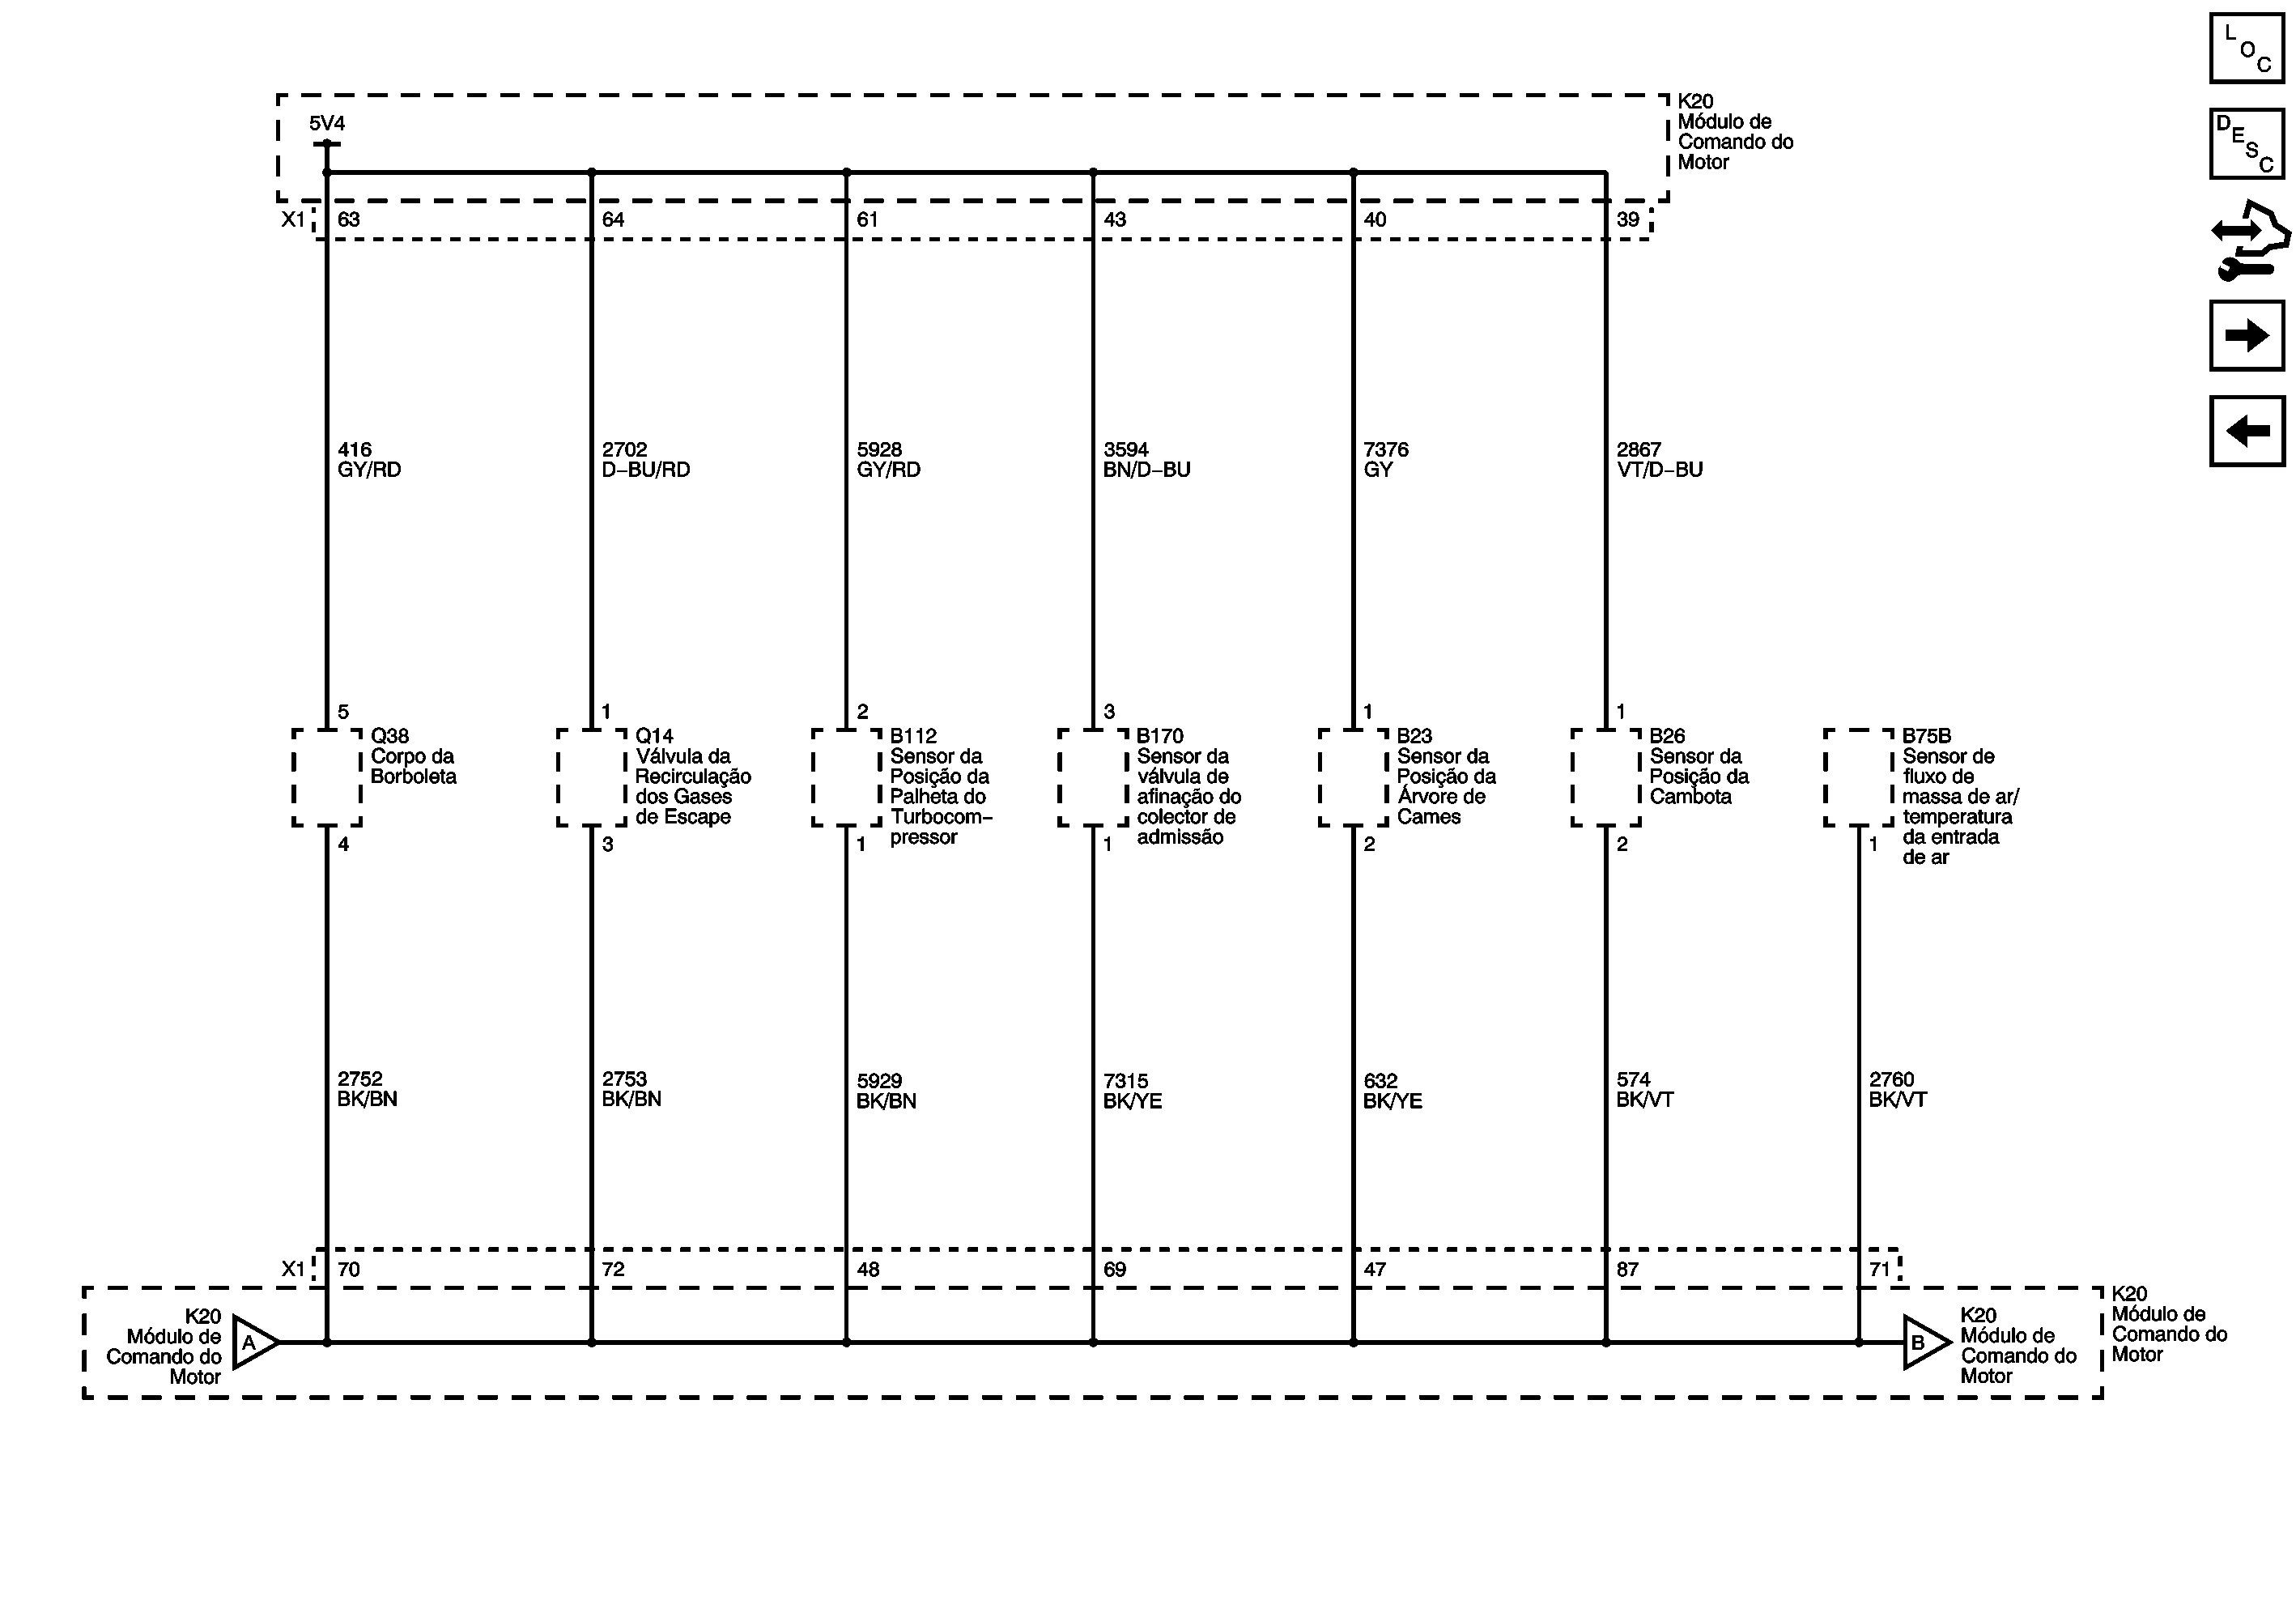 L
O
C
D
E
S
C
5V4
K20
Módulo de
Comando do
Motor
X1 63 64 61 43 40 39
416
GY/RD
2702
D–BU/RD
5928
GY/RD
3594
BN/D–BU
7376
GY
2867
VT/D–BU
5 1 2 3 1 1
Q38
Corpo da
Borboleta
Q14
Válvula da
Recirculação
dos Gases
de Escape
B112
Sensor da
Posição da
Palheta do
Turbocom–
pressor
B170
Sensor da
válvula de
afinação do
colector de
admissão
B23
Sensor da
Posição da
Árvore de
Cames
B26
Sensor da
Posição da
Cambota
B75B
Sensor de
fluxo de
massa de ar/
temperatura
da entrada
de ar
4 3 1 1 2 2 1
2752
BK/BN
2753
BK/BN
5929
BK/BN
7315
BK/YE
632
BK/YE
574
BK/VT
2760
BK/VT
X1 70 72 48 69 47 87 71
K20
Módulo de
Comando do
Motor
A
B
K20
Módulo de
Comando do
Motor
K20
Módulo de
Comando do
Motor